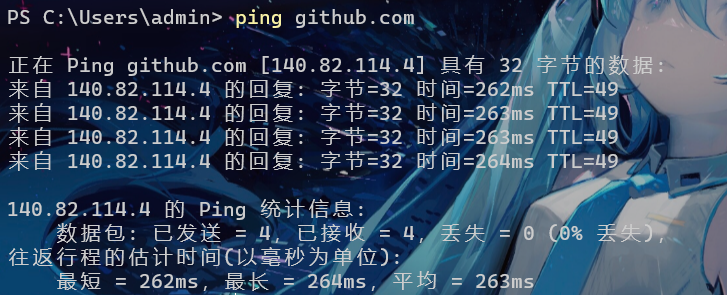 PS C:\Users\admin> ping github.com
正在 Ping github.com [140.82.114.4] 具有 32 字节的数据:
来自 140.82.114.4 的回复: 字节=32 时间=262ms TTL=49
来自 140.82.114.4 的回复: 字节=32 时间=263ms TTL=49
来自 140.82.114.4 的回复: 字节=32 时间=263ms TTL=49
来自 140.82.114.4 的回复: 字节=32 时间=264ms TTL=49
140.82.114.4 的 Ping 统计信息:
数据包: 已发送 = 4，已接收 = 4，丢失 = 0 (0% 丢失)，
往返行程的估计时间(以毫秒为单位):
最短 = 262ms，最长 = 264ms，平均 = 263ms